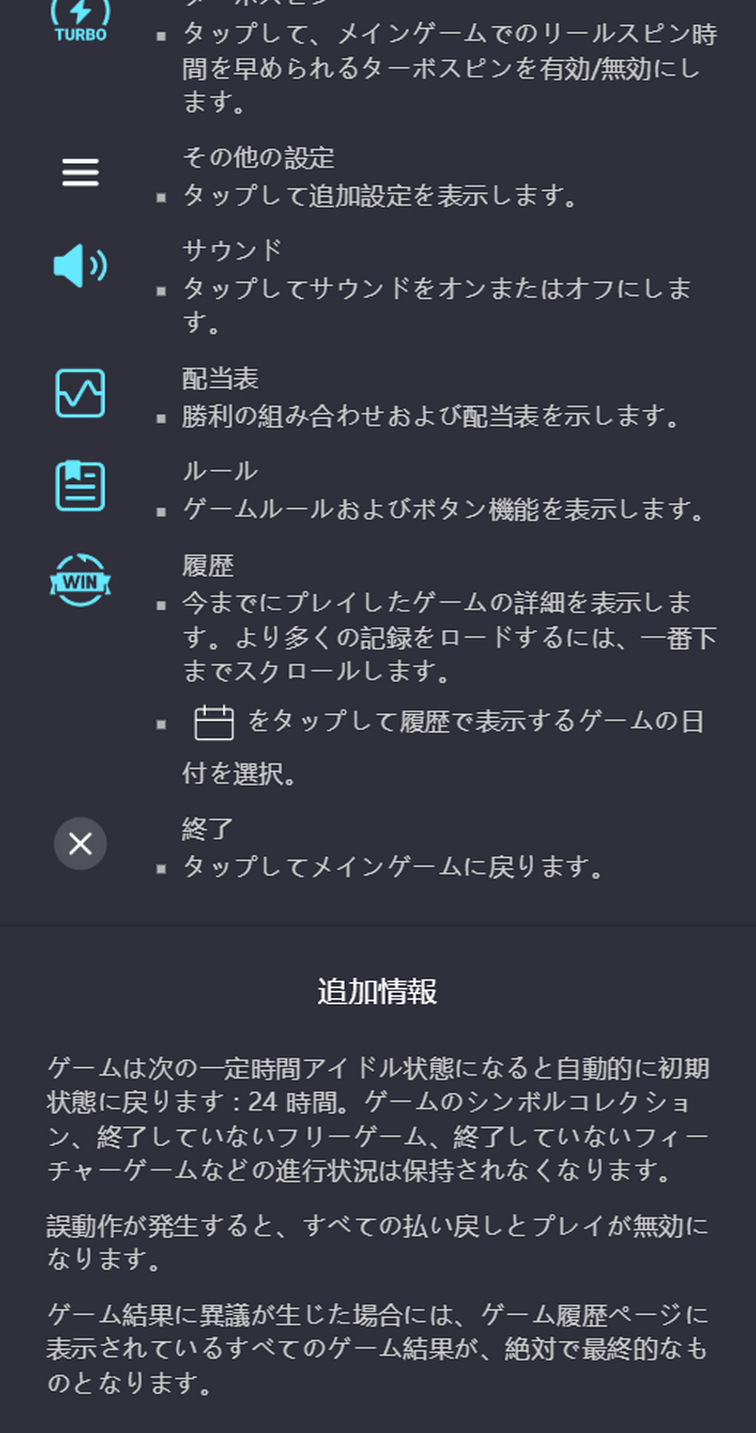 ターボスピン
TURBO
タップして、メインゲームでのリールスピン時
間を早められるターボスピンを有効/無効にし
ます。
その他の設定
タップして追加設定を表示します。
サウンド
タップしてサウンドをオンまたはオフにしま
す。
配当表
勝利の組み合わせおよび配当表を示します。
ルール
ゲームルールおよびボタン機能を表示します。
履歴
WIN
今までにプレイしたゲームの詳細を表示しま
す。より多くの記録をロードするには、一番下
までスクロールします。
をタップして履歴で表示するゲームの日
付を選択。
終了
タップしてメインゲームに戻ります。
追加情報
ゲームは次の一定時間アイドル状態になると自動的に初期
状態に戻ります : 24 時間。ゲームのシンボルコレクショ
ン、終了していないフリーゲーム、終了していないフィー
チャーゲームなどの進行状況は保持されなくなります。
誤動作が発生すると、すべての払い戻しとプレイが無効に
なります。
ゲーム結果に異議が生じた場合には、ゲーム履歴ページに
表示されているすべてのゲーム結果が、絶対で最終的なも
のとなります。